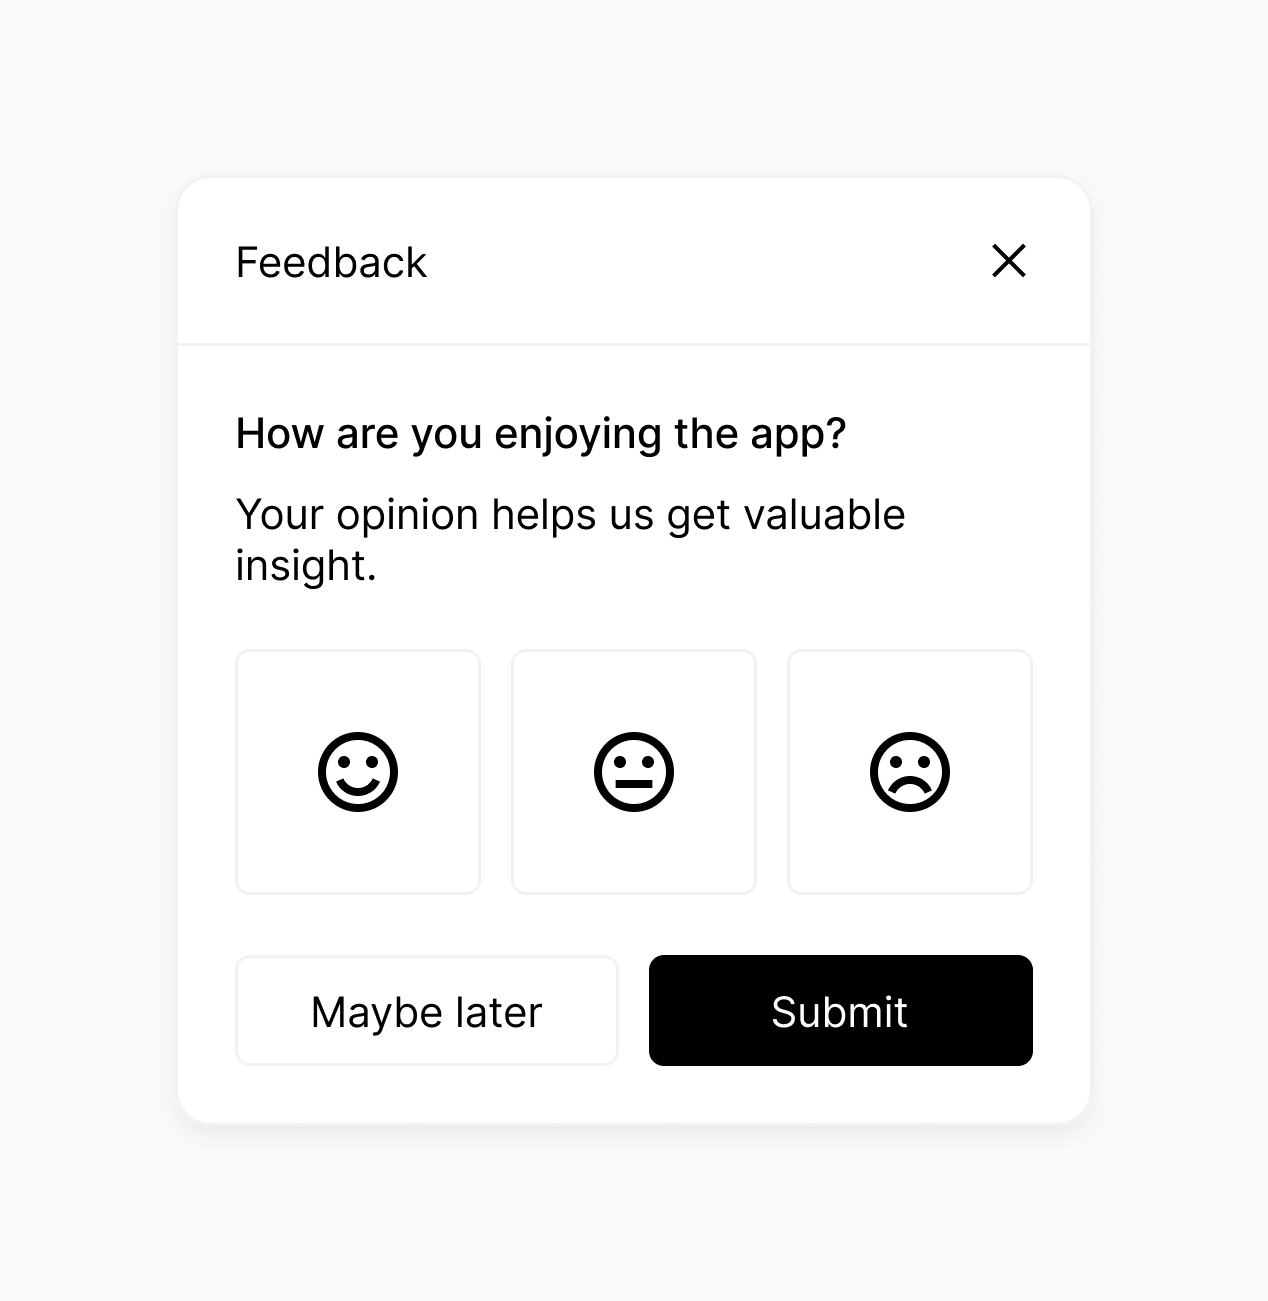 Feedback
How are you enjoying the app?
Your opinion helps us get valuable
insight.
Maybe later
Submit